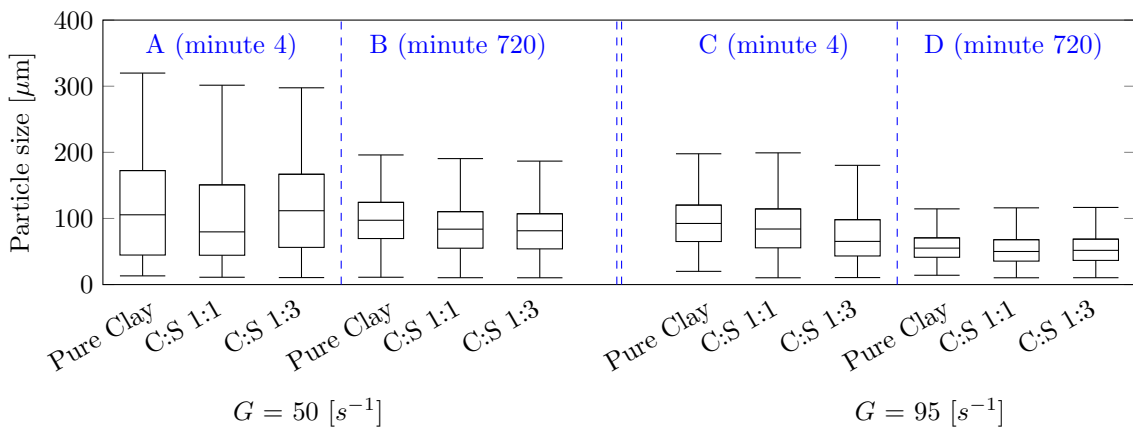 400
A (minute 4) B (minute 720) C (minute 4) D (minute 720)
300
200
100
0
Particle size [μm]
Pure Clay C:S 1:1 C:S 1:3 Pure Clay C:S 1:1 C:S 1:3 Pure Clay C:S 1:1 C:S 1:3 Pure Clay C:S 1:1 C:S 1:3
G = 50 [s⁻¹] G = 95 [s⁻¹]